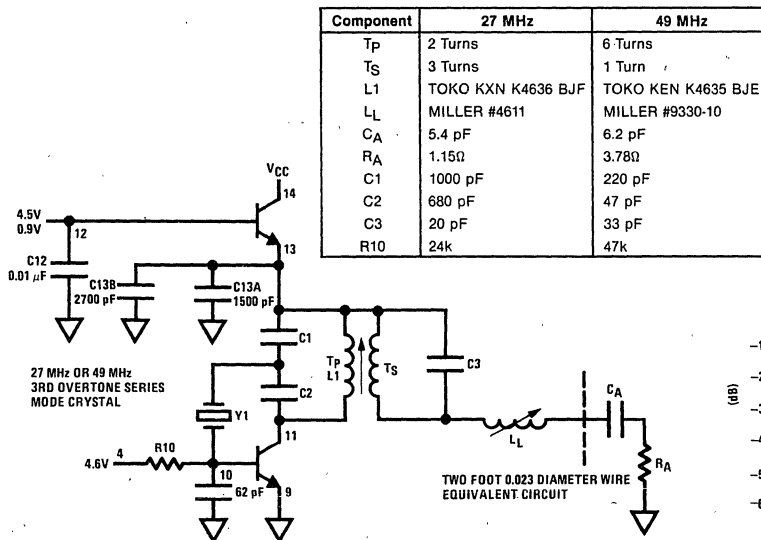 Component 27 MHz 49 MHz
TP 2 Turns 6 Turns
TS 3 Turns 1 Turn
L1 TOKO KXN K4636 BJF TOKO KEN K4635 BJE
LL MILLER #4611 MILLER #9330-10
CA 5.4 pF 6.2 pF
RA 1.15Ω 3.78Ω
C1 1000 pF 220 pF
C2 680 pF 47 pF
C3 20 pF 33 pF
R10 24k 47k
VCC
14
4.5V
0.9V
12
13
C12
0.01 μF
C13B
2700 pF
C13A
1500 pF
C1
TP
L1
TS
C3
27 MHz OR 49 MHz
3RD OVERTONE SERIES
MODE CRYSTAL
C2
Y1
11
CA
LL
RA
4.6V
4
R10
10
62 pF
9
TWO FOOT 0.023 DIAMETER WIRE
EQUIVALENT CIRCUIT
(dB)
-1
-2
-3
-4
-5
-6